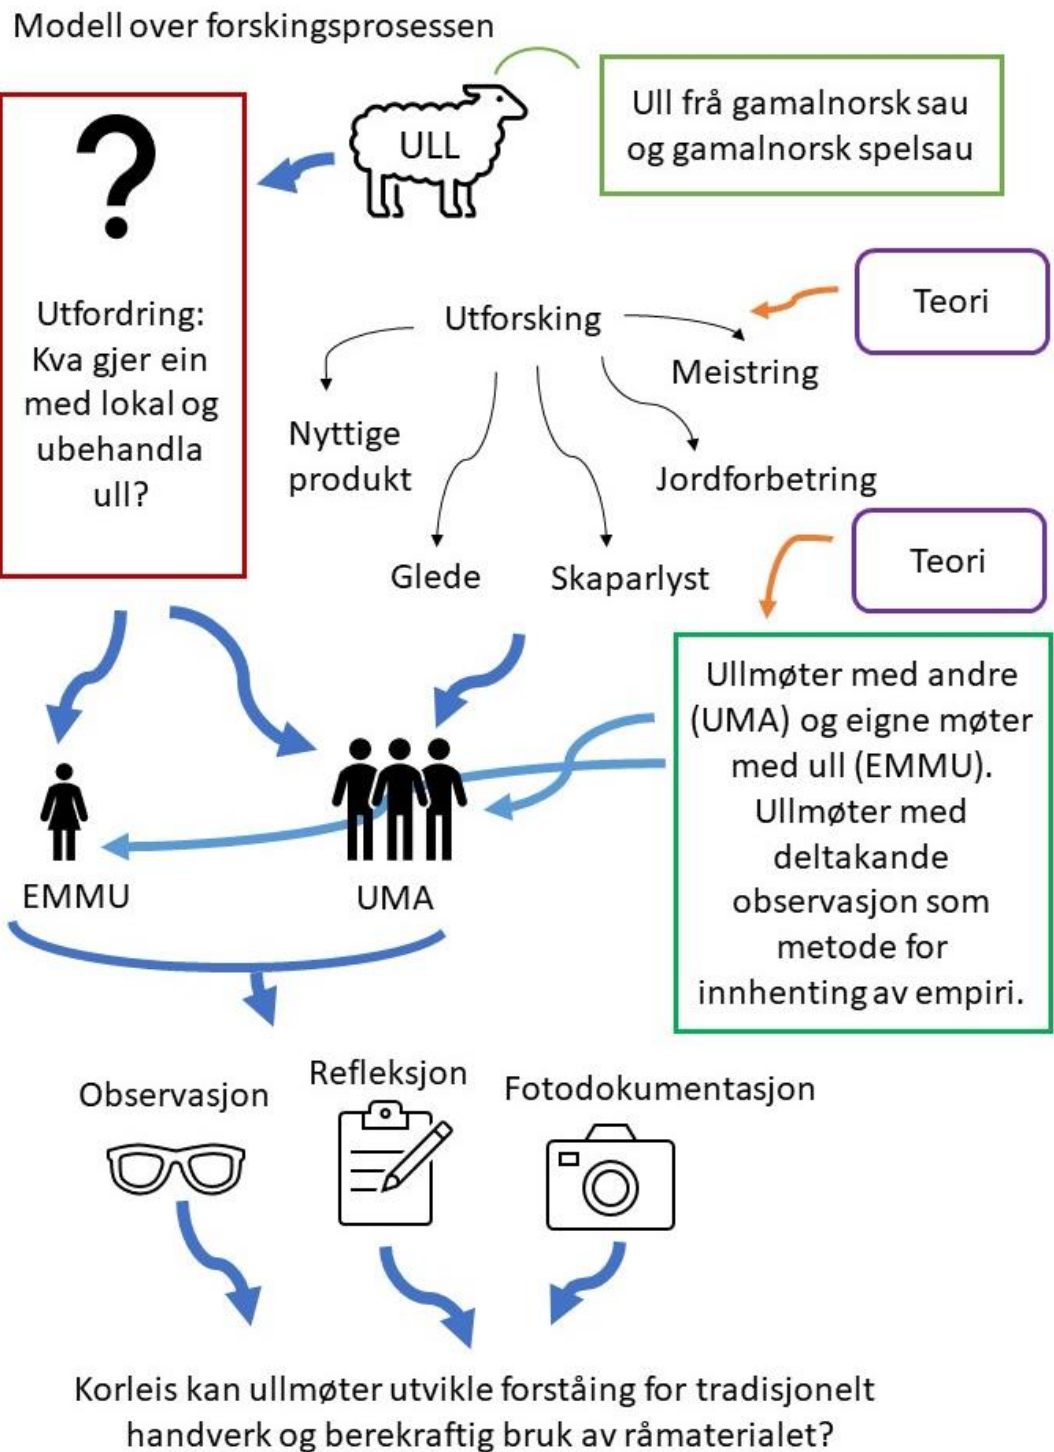 Modell over forskingsprosessen
ULL
Ull frå gamalnorsk sau
og gamalnorsk spelsau
?
Utfordring:
Kva gjer ein
med lokal og
ubehandla
ull?
Utforsking
Teori
Meistring
Nyttige
produkt
Jordforbetring
Glede
Skaparlyst
Teori
Ullmøter med andre
(UMA) og eigne møter
med ull (EMMU).
Ullmøter med
deltakande
observasjon som
metode for
innhenting av empiri.
EMMU
UMA
Observasjon
Refleksjon
Fotodokumentasjon
Korleis kan ullmøter utvikle forståing for tradisjonelt
handverk og berekraftig bruk av råmaterialet?